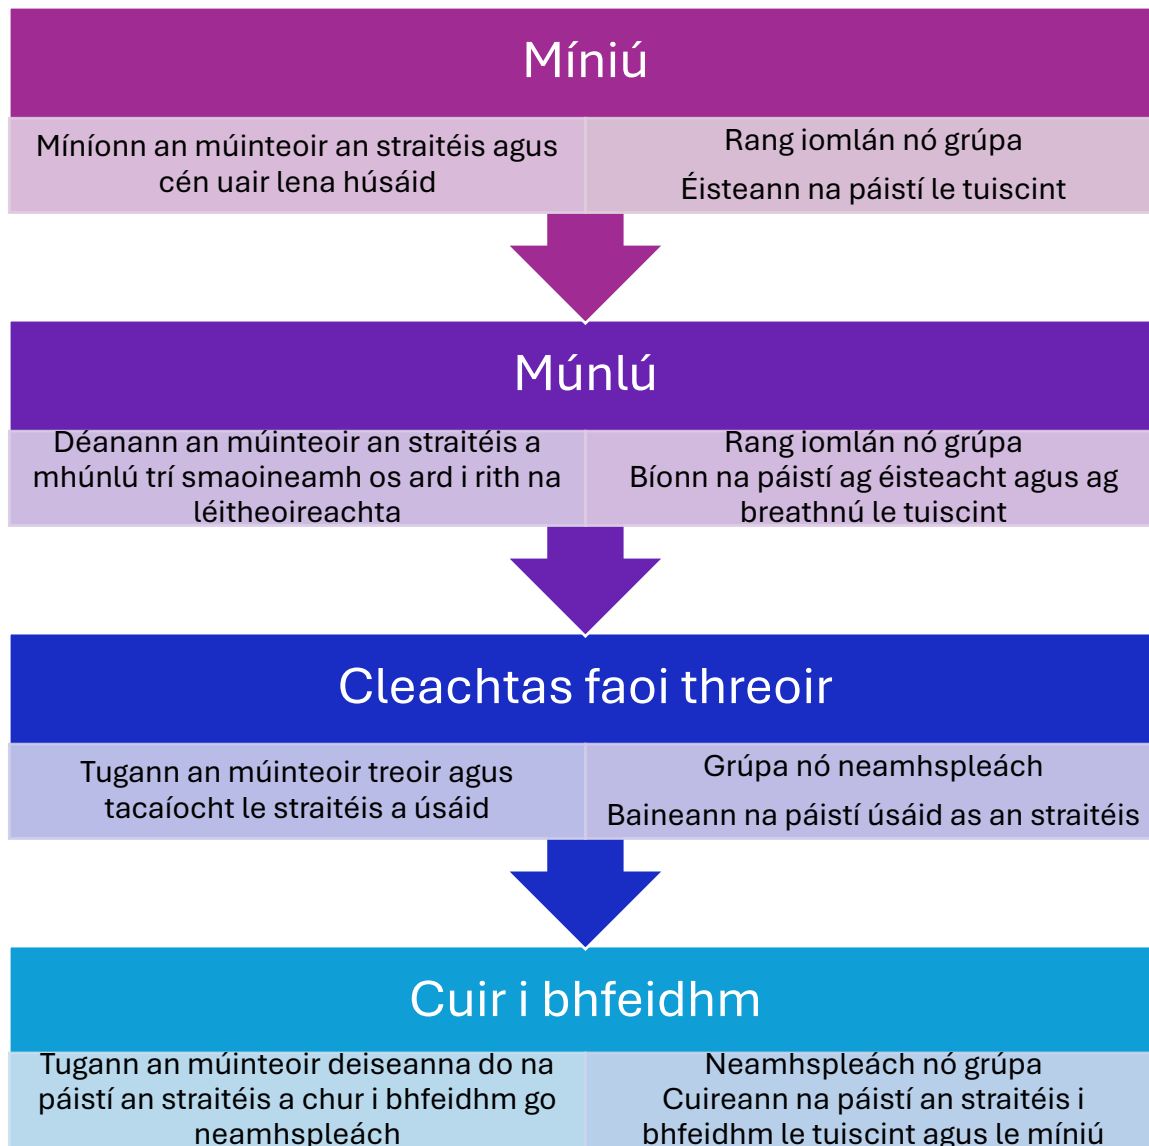 Míniú
Míníonn an múinteoir an straitéis agus
cén uair lena húsáid
Rang iomlán nó grúpa
Éisteann na páistí le tuiscint
Múnlú
Déanann an múinteoir an straitéis a
mhúnlú trí smaoineamh os ard i rith na
léitheoireachta
Rang iomlán nó grúpa
Bíonn na páistí ag éisteacht agus ag
breathnú le tuiscint
Cleachtas faoi threoir
Tugann an múinteoir treoir agus
tacaíocht le straitéis a úsáid
Grúpa nó neamhspleách
Baineann na páistí úsáid as an straitéis
Cuir i bhfeidhm
Tugann an múinteoir deiseanna do na
páistí an straitéis a chur i bhfeidhm go
neamhspleách
Neamhspleách nó grúpa
Cuireann na páistí an straitéis i
bhfeidhm le tuiscint agus le míniú